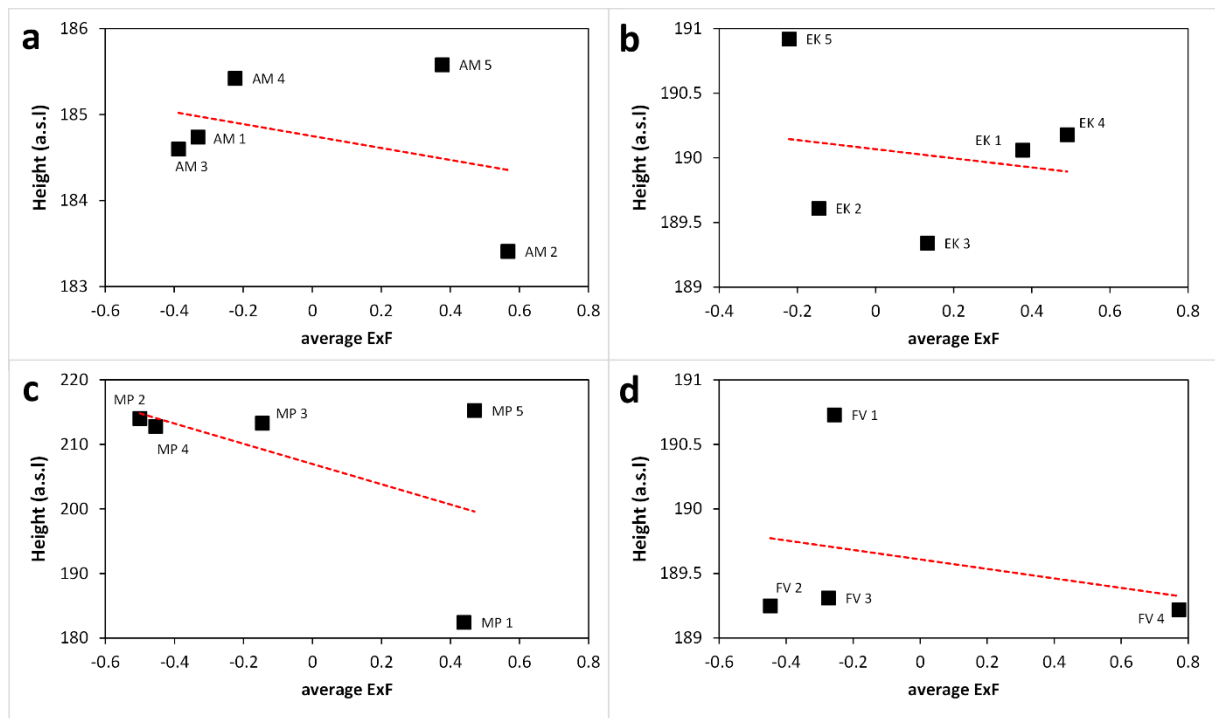 a
186
185
184
183
Height (a.s.l)
AM 4
AM 5
AM 1
AM 3
AM 2
-0.6 -0.4 -0.2 0 0.2 0.4 0.6 0.8
average ExF
b
191
190.5
190
189.5
189
Height (a.s.l)
EK 5
EK 4
EK 1
EK 2
EK 3
-0.4 -0.2 0 0.2 0.4 0.6 0.8
average ExF
c
220
210
200
190
180
Height (a.s.l)
MP 2
MP 3
MP 5
MP 4
MP 1
-0.6 -0.4 -0.2 0 0.2 0.4 0.6 0.8
average ExF
d
191
190.5
190
189.5
189
Height (a.s.l)
FV 1
FV 2
FV 3
FV 4
-0.6 -0.4 -0.2 0 0.2 0.4 0.6 0.8
average ExF